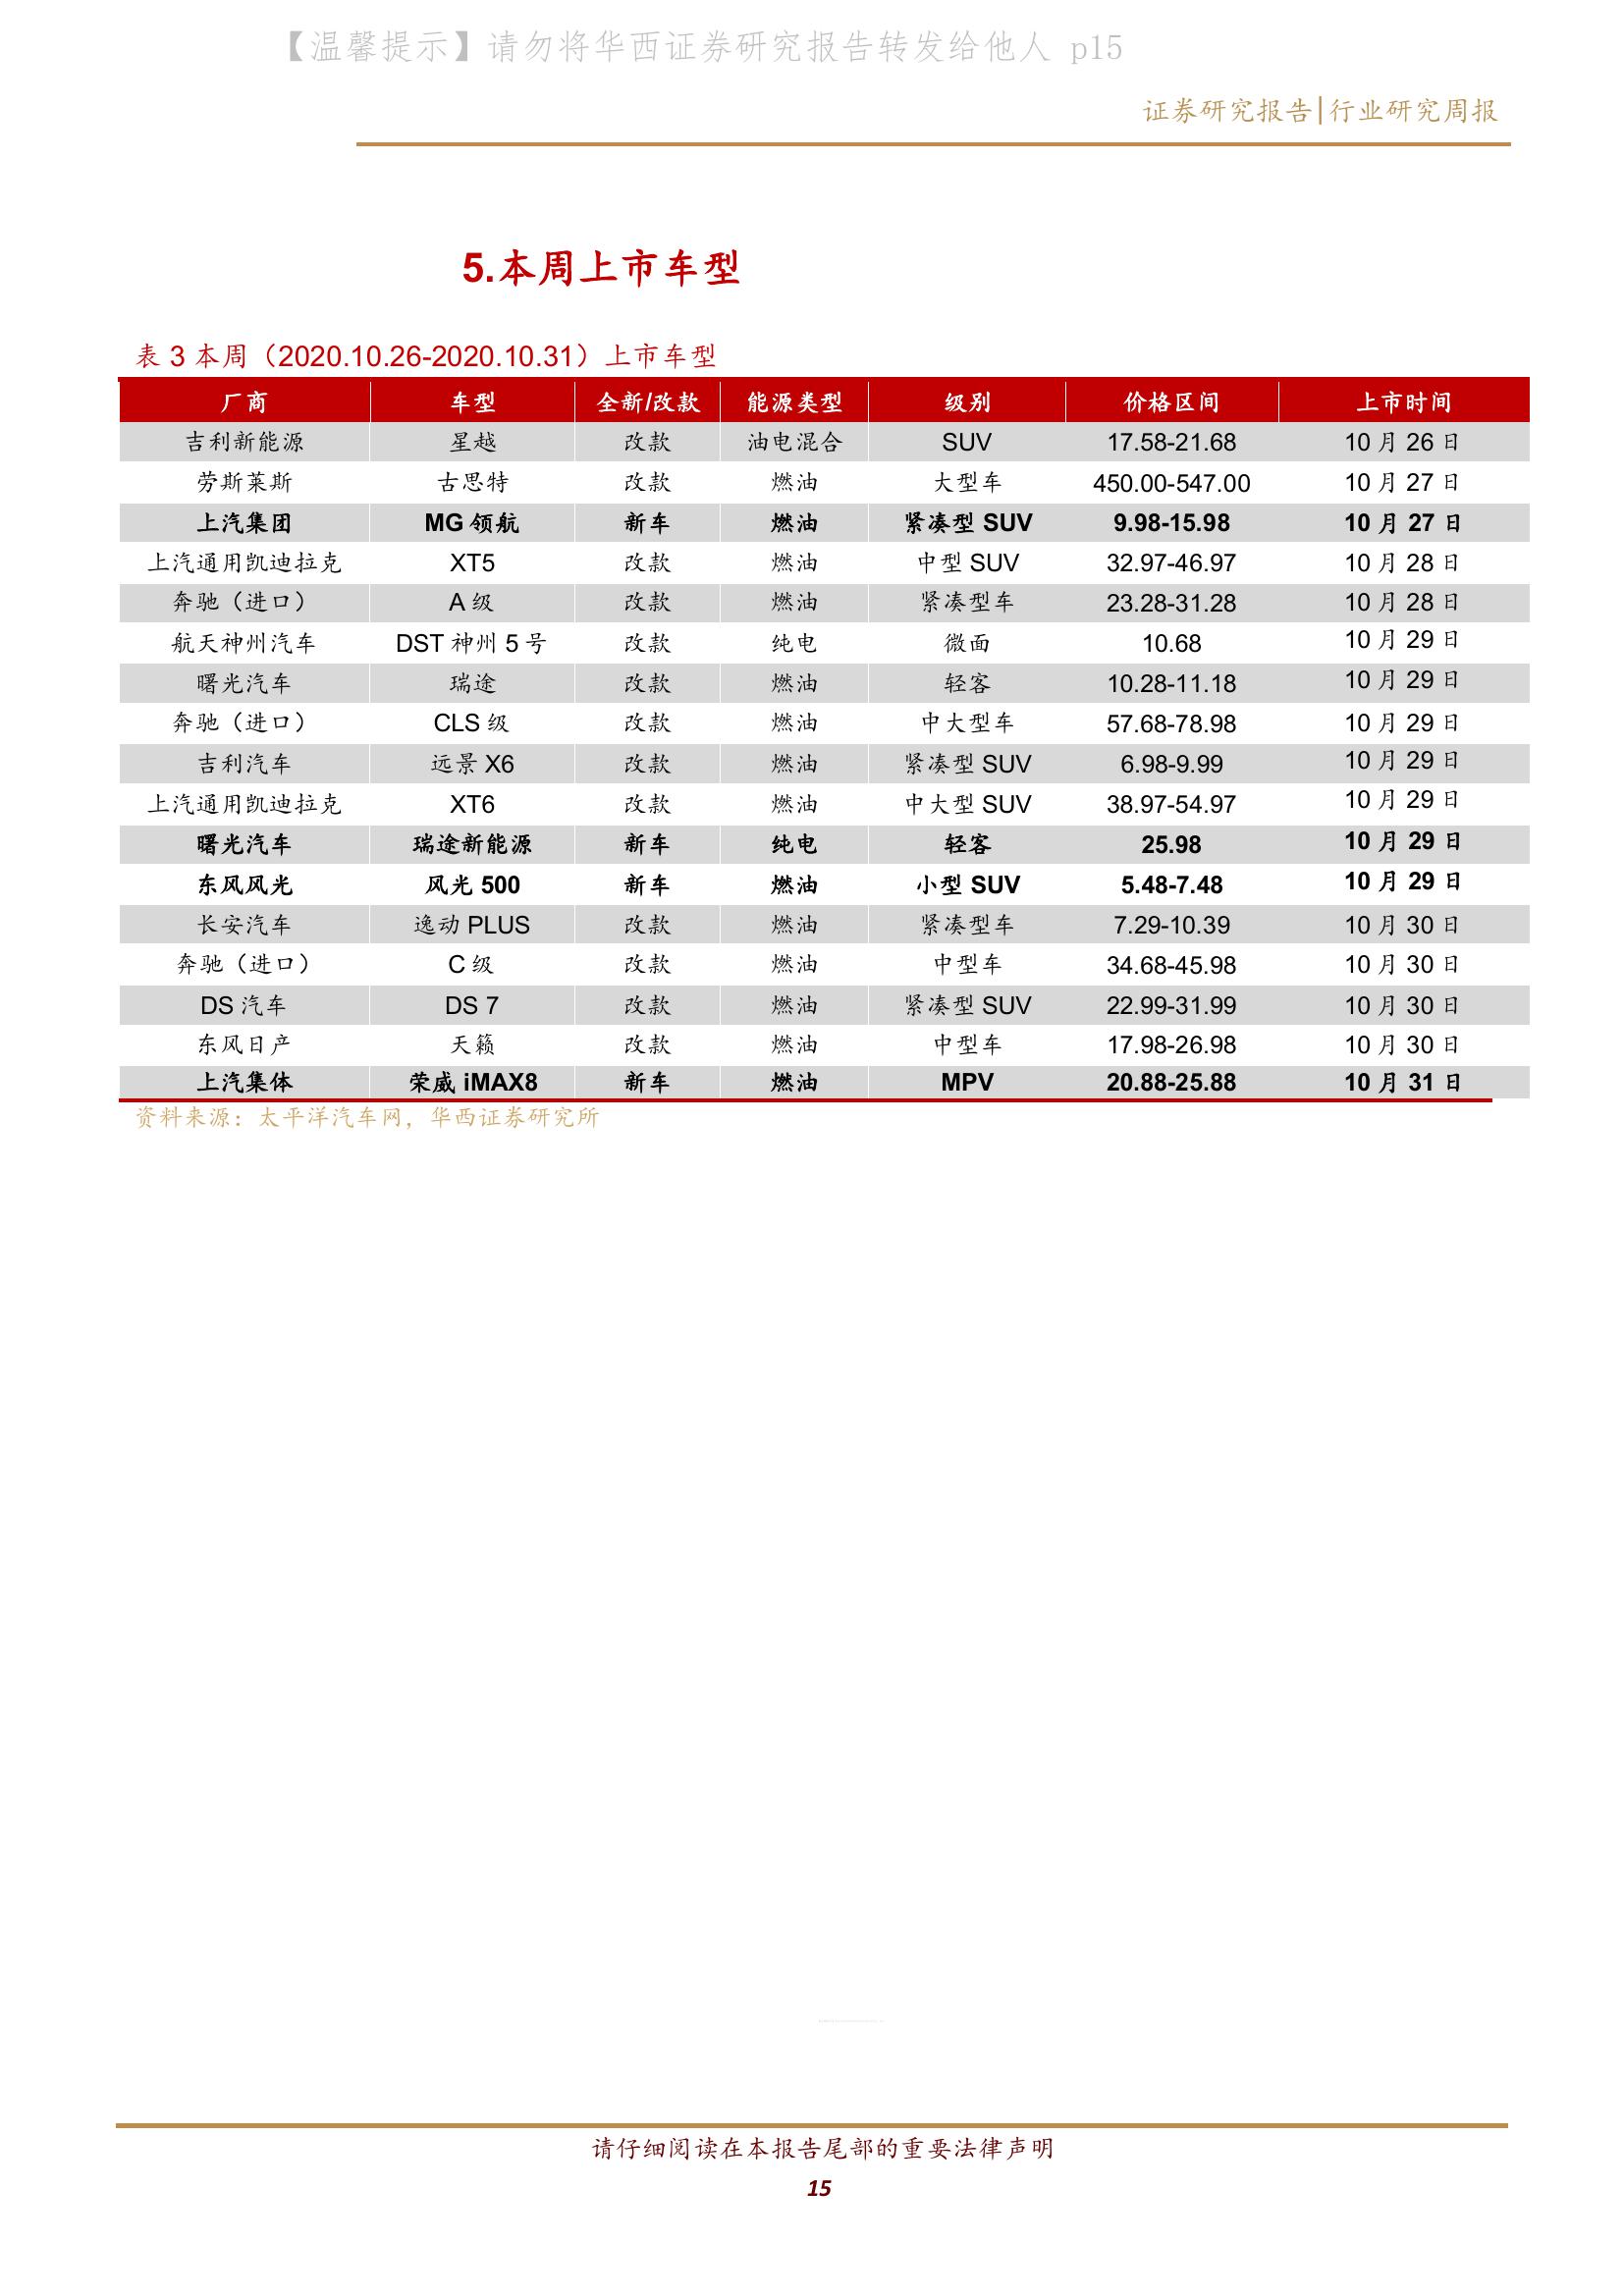 【温馨提示】请勿将华西证券研究报告转发给他人 p15
证券研究报告|行业研究周报
5.本周上市车型
表 3 本周（2020.10.26-2020.10.31）上市车型
厂商 车型 全新/改款 能源类型 级别 价格区间 上市时间
吉利新能源 星越 改款 油电混合 SUV 17.58-21.68 10 月 26 日
劳斯莱斯 古思特 改款 燃油 大型车 450.00-547.00 10 月 27 日
上汽集团 MG 领航 新车 燃油 紧凑型 SUV 9.98-15.98 10 月 27 日
上汽通用凯迪拉克 XT5 改款 燃油 中型 SUV 32.97-46.97 10 月 28 日
奔驰（进口） A 级 改款 燃油 紧凑型车 23.28-31.28 10 月 28 日
航天神州汽车 DST 神州 5 号 改款 纯电 微面 10.68 10 月 29 日
曙光汽车 瑞途 改款 燃油 轻客 10.28-11.18 10 月 29 日
奔驰（进口） CLS 级 改款 燃油 中大型车 57.68-78.98 10 月 29 日
吉利汽车 远景 X6 改款 燃油 紧凑型 SUV 6.98-9.99 10 月 29 日
上汽通用凯迪拉克 XT6 改款 燃油 中大型 SUV 38.97-54.97 10 月 29 日
曙光汽车 瑞途新能源 新车 纯电 轻客 25.98 10 月 29 日
东风风光 风光 500 新车 燃油 小型 SUV 5.48-7.48 10 月 29 日
长安汽车 逸动 PLUS 改款 燃油 紧凑型车 7.29-10.39 10 月 30 日
奔驰（进口） C 级 改款 燃油 中型车 34.68-45.98 10 月 30 日
DS 汽车 DS 7 改款 燃油 紧凑型 SUV 22.99-31.99 10 月 30 日
东风日产 天籁 改款 燃油 中型车 17.98-26.98 10 月 30 日
上汽集体 荣威 iMAX8 新车 燃油 MPV 20.88-25.88 10 月 31 日
资料来源：太平洋汽车网，华西证券研究所
请仔细阅读在本报告尾部的重要法律声明
15